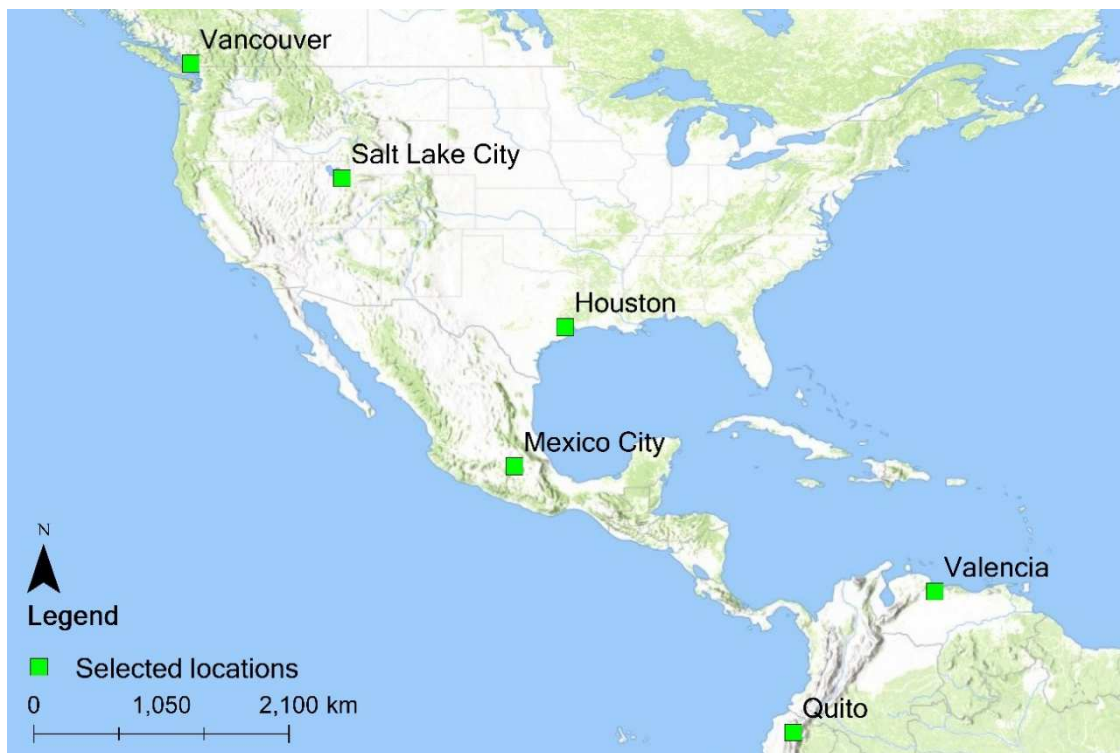 Vancouver
Salt Lake City
Houston
Mexico City
N
Valencia
Legend
Selected locations
0 1,050 2,100 km
Quito